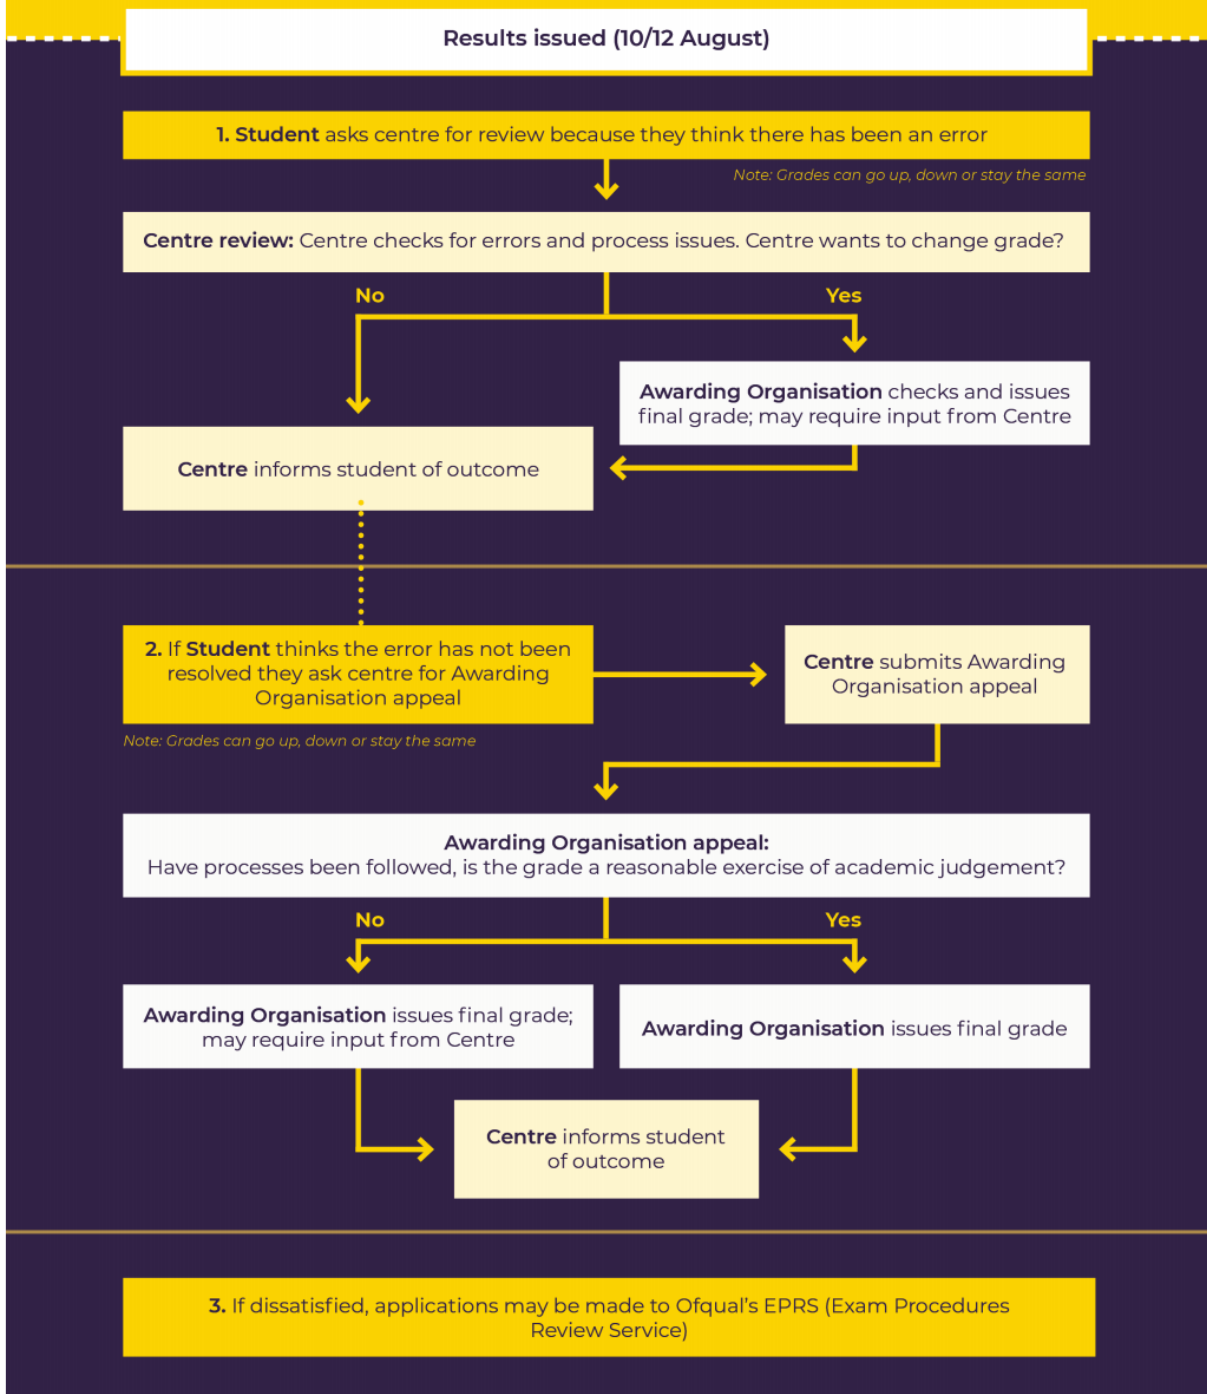 Results issued (10/12 August)
1. Student asks centre for review because they think there has been an error
Note: Grades can go up, down or stay the same
Centre review: Centre checks for errors and process issues. Centre wants to change grade?
No
Yes
Awarding Organisation checks and issues
final grade; may require input from Centre
Centre informs student of outcome
2. If Student thinks the error has not been
resolved they ask centre for Awarding
Organisation appeal
Note: Grades can go up, down or stay the same
Centre submits Awarding
Organisation appeal
Awarding Organisation appeal:
Have processes been followed, is the grade a reasonable exercise of academic judgement?
No
Yes
Awarding Organisation issues final grade;
may require input from Centre
Awarding Organisation issues final grade
Centre informs student
of outcome
3. If dissatisfied, applications may be made to Ofqual's EPRS (Exam Procedures
Review Service)